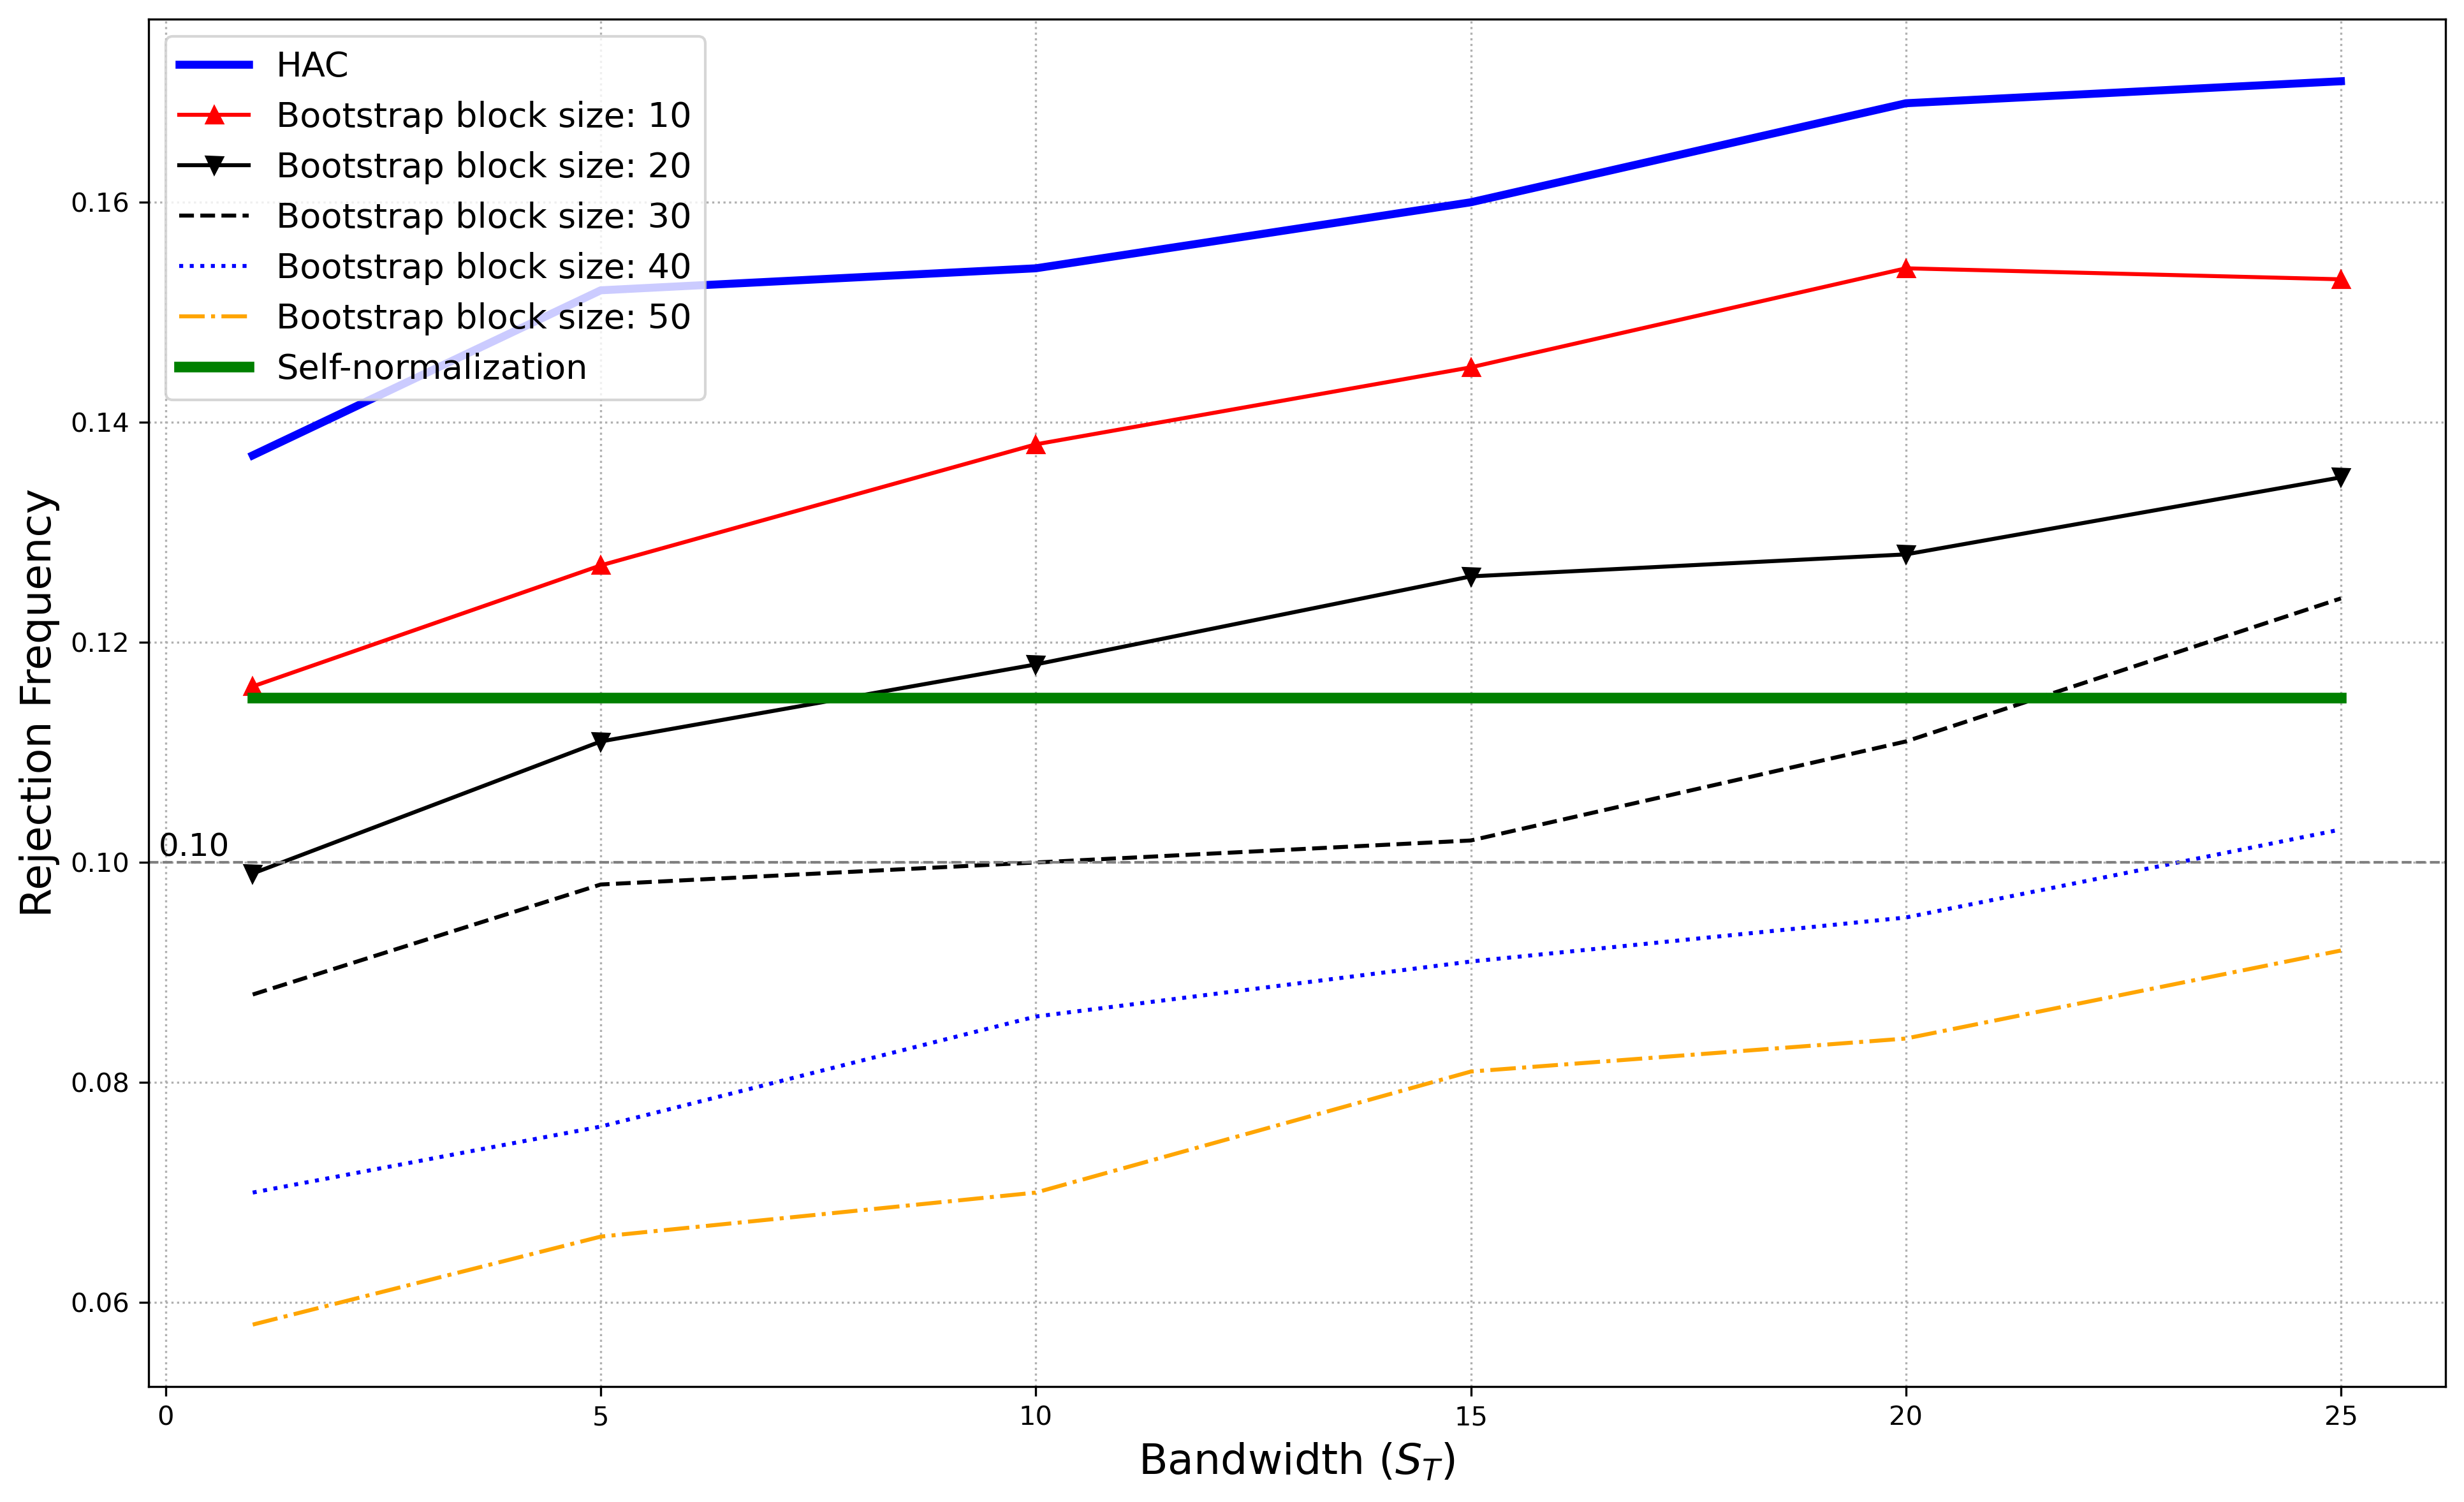 HAC
Bootstrap block size: 10
Bootstrap block size: 20
Bootstrap block size: 30
Bootstrap block size: 40
Bootstrap block size: 50
Self-normalization
Rejection Frequency
0.16
0.14
0.12
0.10
0.10
0.08
0.06
0 5 10 15 20 25
Bandwidth (S_T)